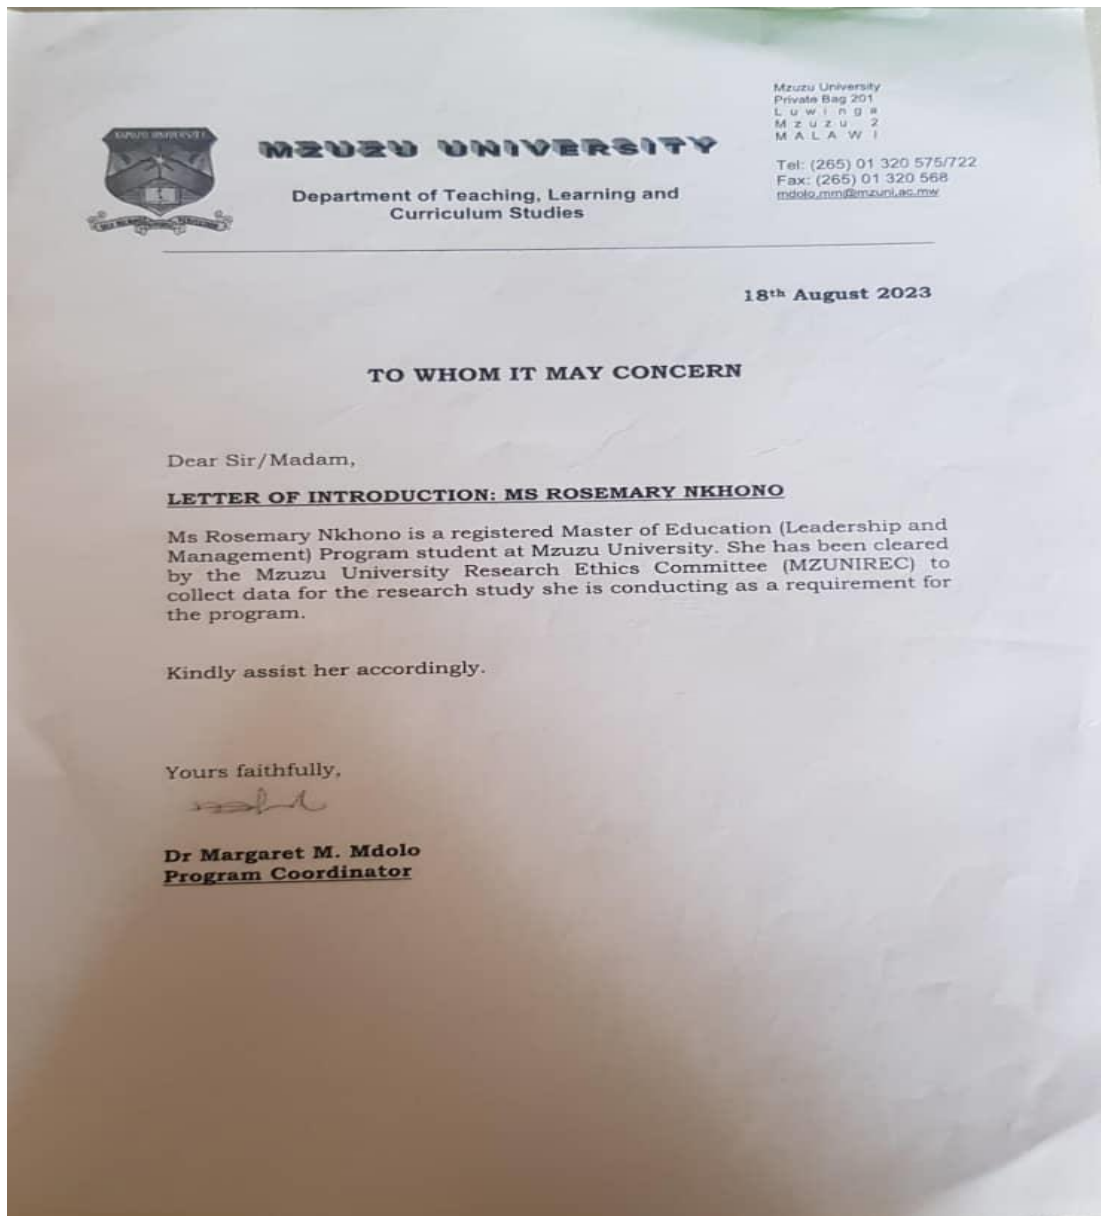 MZUZU UNIVERSITY
Department of Teaching, Learning and
Curriculum Studies
Mzuzu University
Private Bag 201
L u w i n g a
M z u z u 2
M A L A W I
Tel: (265) 01 320 575/722
Fax: (265) 01 320 568
mdolo.mm@mzuni.ac.mw
18th August 2023
TO WHOM IT MAY CONCERN
Dear Sir/Madam,
LETTER OF INTRODUCTION: MS ROSEMARY NKHONO
Ms Rosemary Nkhono is a registered Master of Education (Leadership and
Management) Program student at Mzuzu University. She has been cleared
by the Mzuzu University Research Ethics Committee (MZUNIREC) to
collect data for the research study she is conducting as a requirement for
the program.
Kindly assist her accordingly.
Yours faithfully,
Dr Margaret M. Mdolo
Program Coordinator